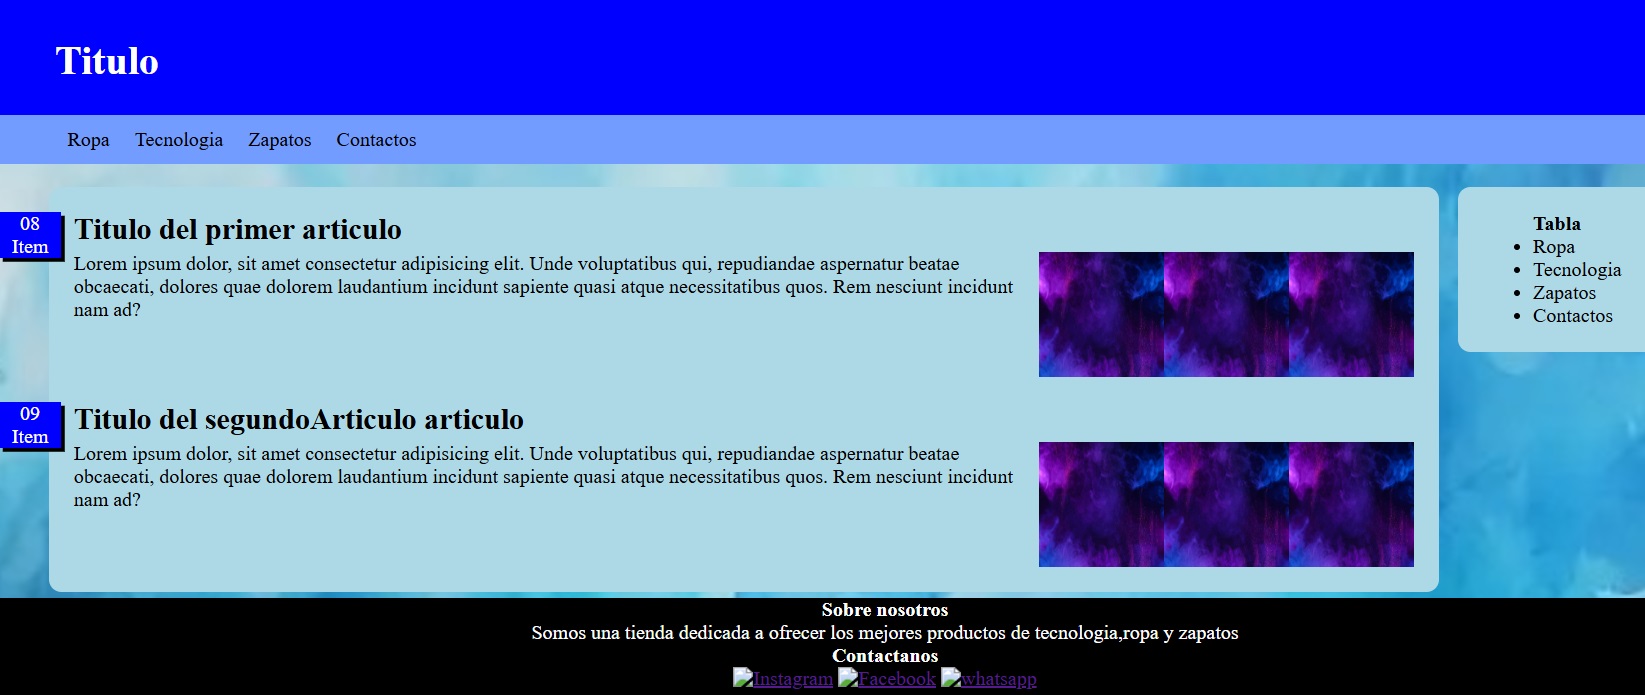 Titulo
Ropa Tecnologia Zapatos Contactos
08
Item
Titulo del primer articulo
Lorem ipsum dolor, sit amet consectetur adipisicing elit. Unde voluptatibus qui, repudiandae aspernatur beatae
obcaecati, dolores quae dolorem laudantium incidunt sapiente quasi atque necessitatibus quos. Rem nesciunt incidunt
nam ad?
09
Item
Titulo del segundoArticulo articulo
Lorem ipsum dolor, sit amet consectetur adipisicing elit. Unde voluptatibus qui, repudiandae aspernatur beatae
obcaecati, dolores quae dolorem laudantium incidunt sapiente quasi atque necessitatibus quos. Rem nesciunt incidunt
nam ad?
Tabla
Ropa
Tecnologia
Zapatos
Contactos
Sobre nosotros
Somos una tienda dedicada a ofrecer los mejores productos de tecnologia,ropa y zapatos
Contactanos
Instagram Facebook whatsapp